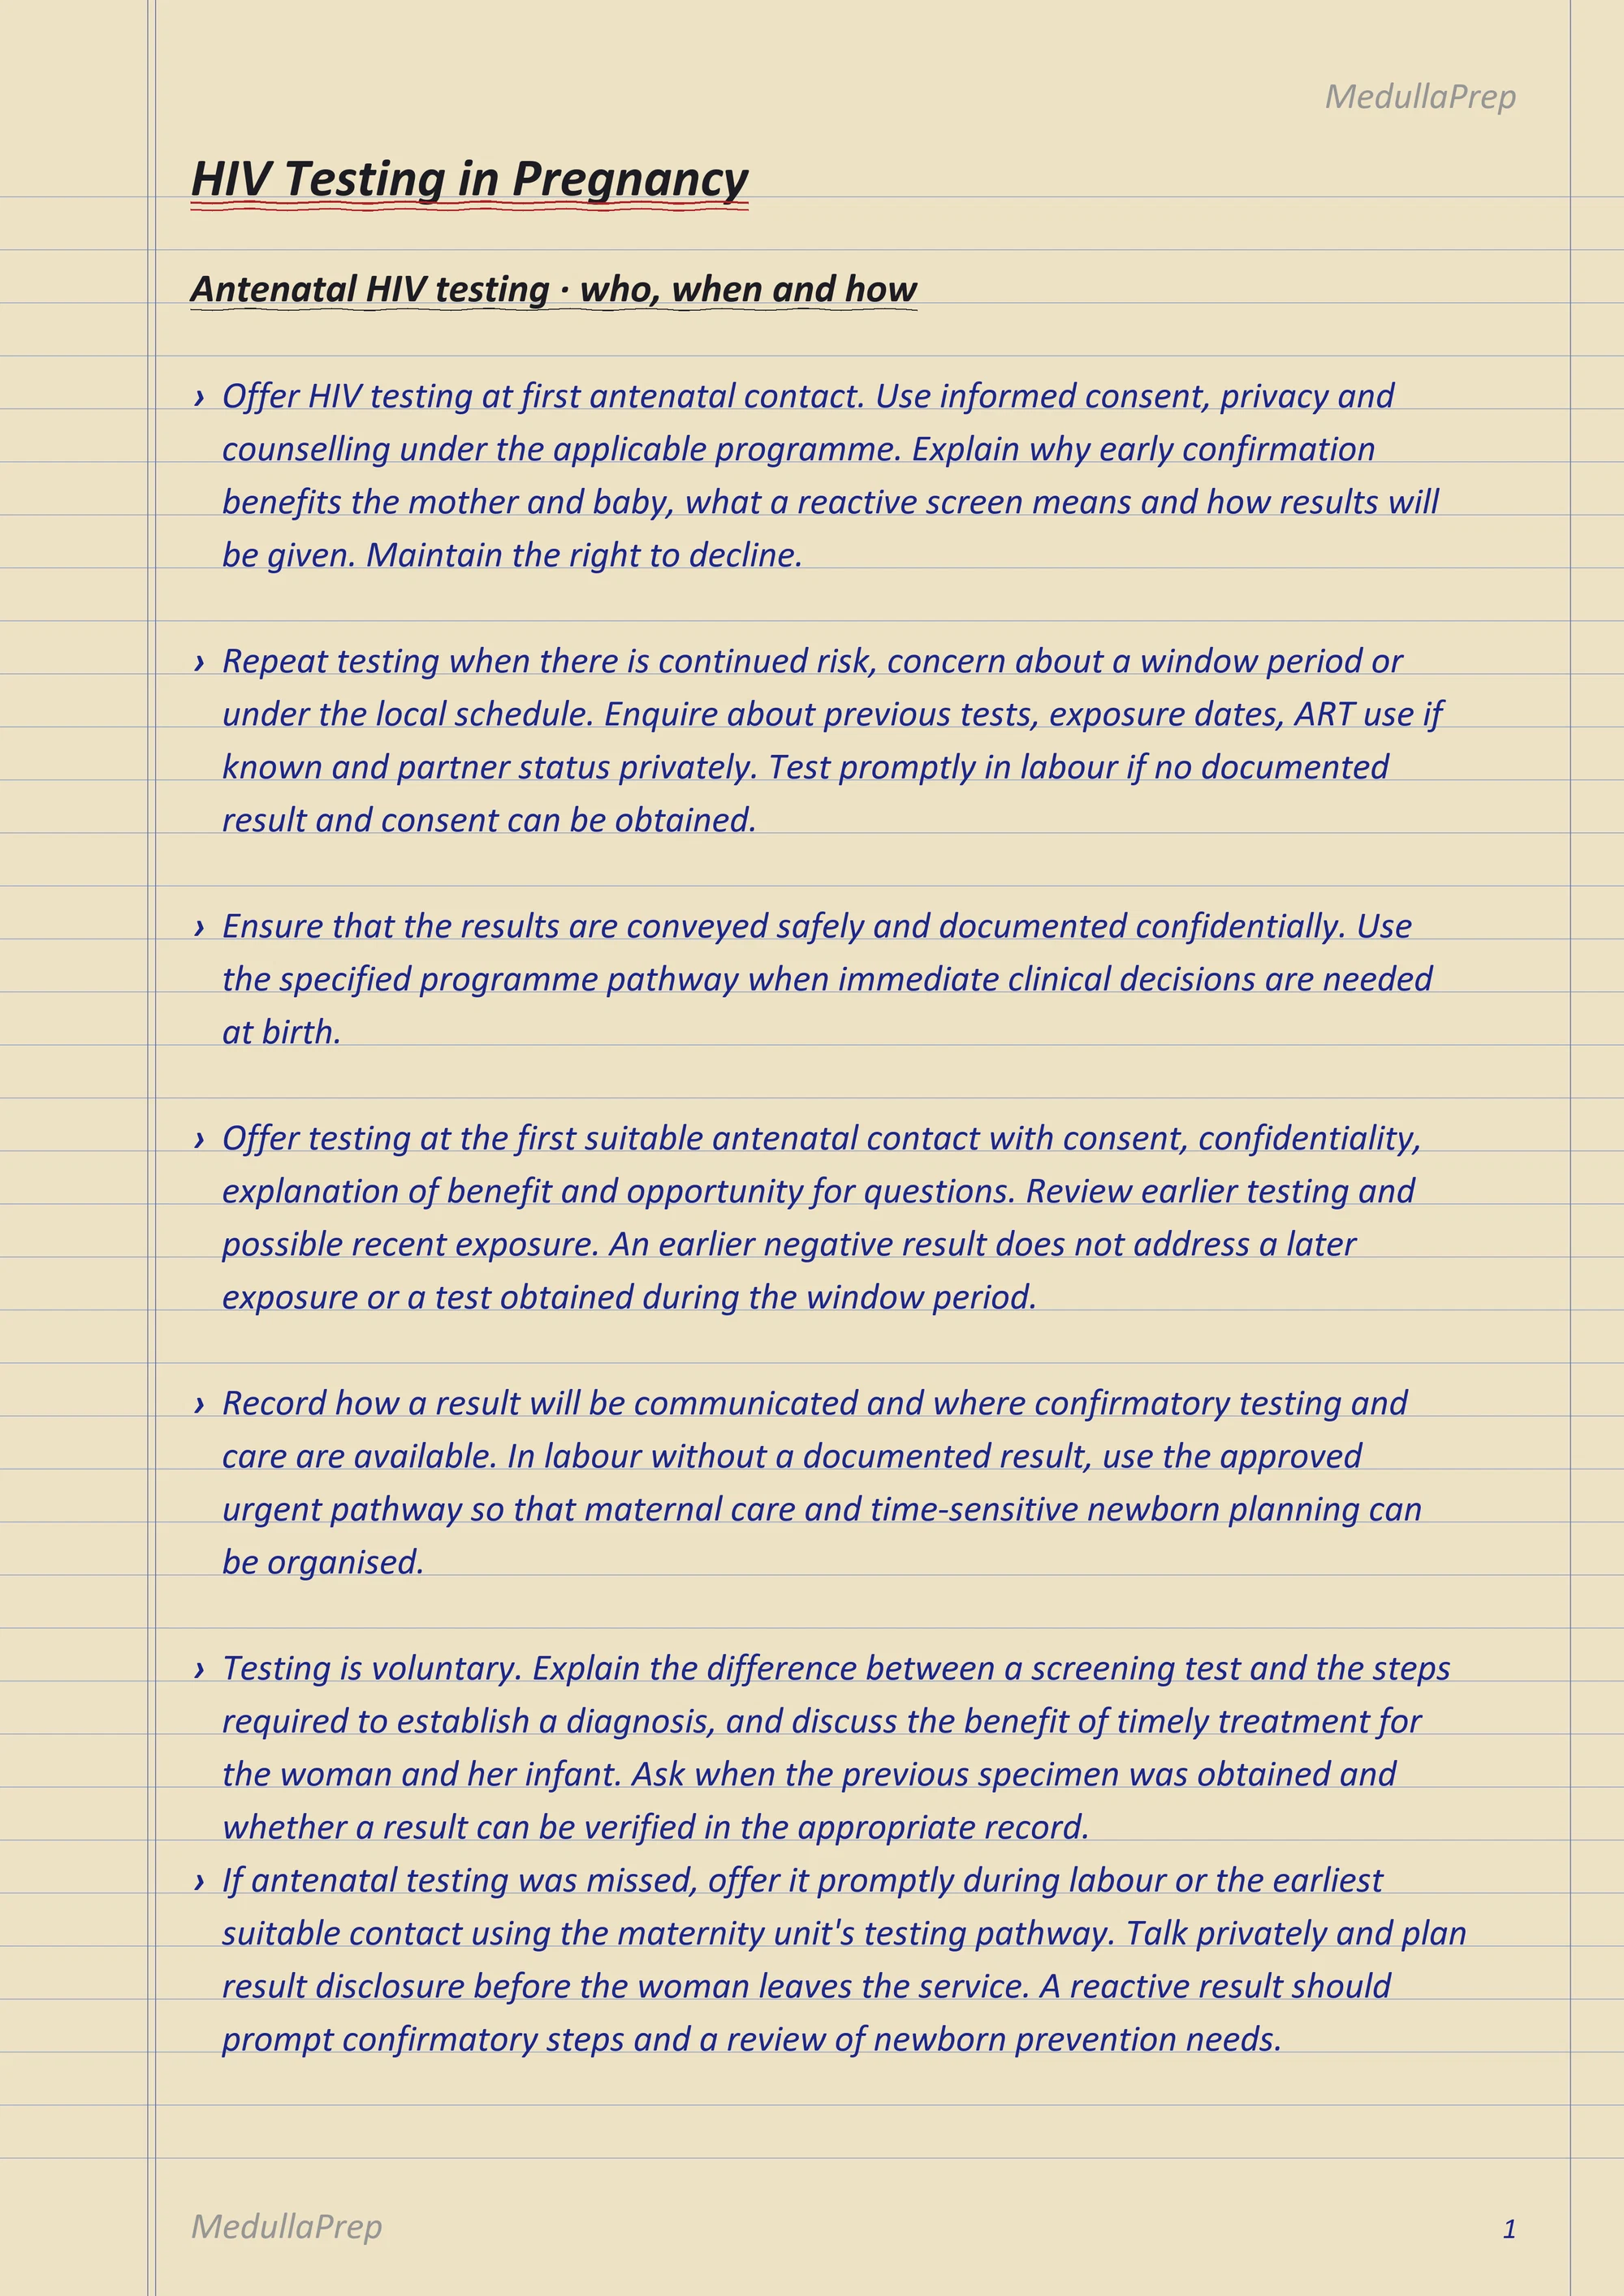 MedullaPrep
HIV Testing in Pregnancy
Antenatal HIV testing · who, when and how
› Offer HIV testing at first antenatal contact. Use informed consent, privacy and
counselling under the applicable programme. Explain why early confirmation
benefits the mother and baby, what a reactive screen means and how results will
be given. Maintain the right to decline.
› Repeat testing when there is continued risk, concern about a window period or
under the local schedule. Enquire about previous tests, exposure dates, ART use if
known and partner status privately. Test promptly in labour if no documented
result and consent can be obtained.
› Ensure that the results are conveyed safely and documented confidentially. Use
the specified programme pathway when immediate clinical decisions are needed
at birth.
› Offer testing at the first suitable antenatal contact with consent, confidentiality,
explanation of benefit and opportunity for questions. Review earlier testing and
possible recent exposure. An earlier negative result does not address a later
exposure or a test obtained during the window period.
› Record how a result will be communicated and where confirmatory testing and
care are available. In labour without a documented result, use the approved
urgent pathway so that maternal care and time-sensitive newborn planning can
be organised.
› Testing is voluntary. Explain the difference between a screening test and the steps
required to establish a diagnosis, and discuss the benefit of timely treatment for
the woman and her infant. Ask when the previous specimen was obtained and
whether a result can be verified in the appropriate record.
› If antenatal testing was missed, offer it promptly during labour or the earliest
suitable contact using the maternity unit's testing pathway. Talk privately and plan
result disclosure before the woman leaves the service. A reactive result should
prompt confirmatory steps and a review of newborn prevention needs.
MedullaPrep
1